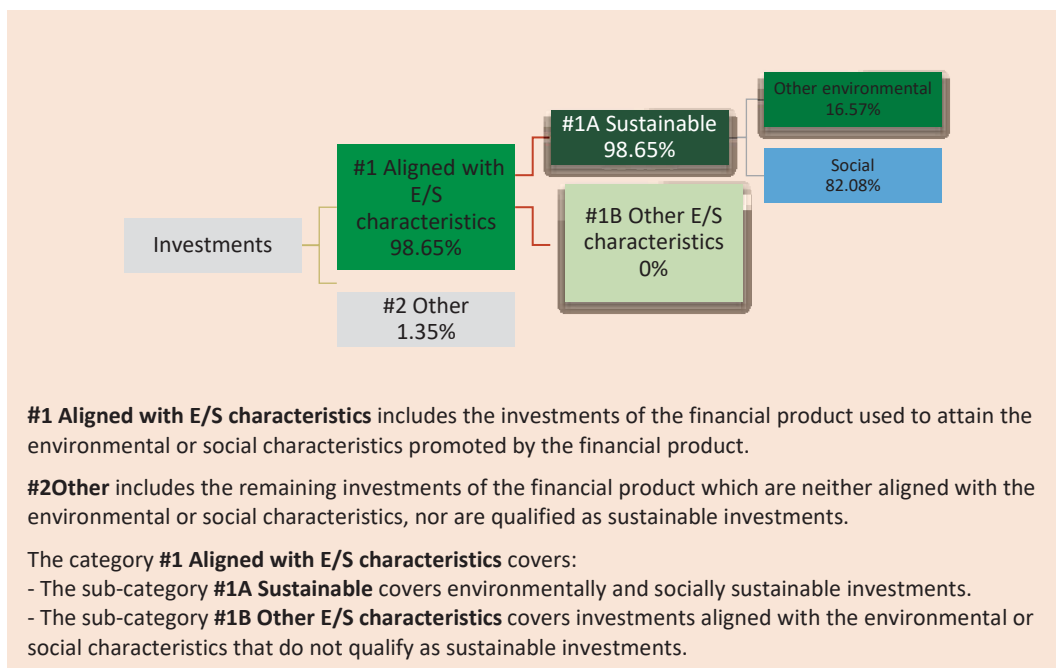 Other environmental
16.57%
#1A Sustainable
98.65%
Social
82.08%
#1 Aligned with
E/S
characteristics
98.65%
#1B Other E/S
characteristics
0%
Investments
#2 Other
1.35%
#1 Aligned with E/S characteristics includes the investments of the financial product used to attain the
environmental or social characteristics promoted by the financial product.
#2Other includes the remaining investments of the financial product which are neither aligned with the
environmental or social characteristics, nor are qualified as sustainable investments.
The category #1 Aligned with E/S characteristics covers:
- The sub-category #1A Sustainable covers environmentally and socially sustainable investments.
- The sub-category #1B Other E/S characteristics covers investments aligned with the environmental or
social characteristics that do not qualify as sustainable investments.